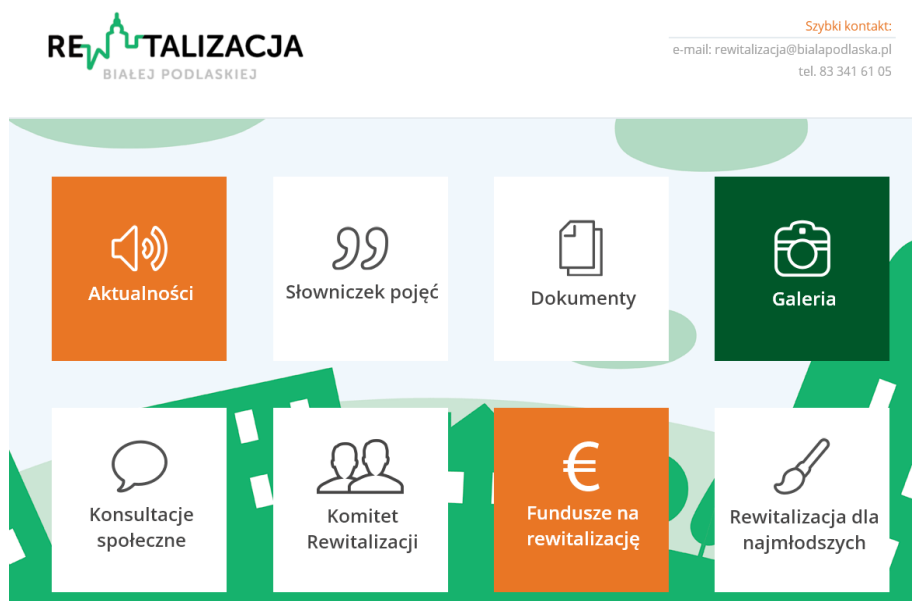 REWITALIZACJA
BIAŁEJ PODLASKIEJ
Szybki kontakt:
e-mail: rewitalizacja@bialapodlaska.pl
tel. 83 341 61 05
Aktualności
Słowniczek pojęć
Dokumenty
Galeria
Konsultacje
społeczne
Komitet
Rewitalizacji
€
Fundusze na
rewitalizację
Rewitalizacja dla
najmłodszych